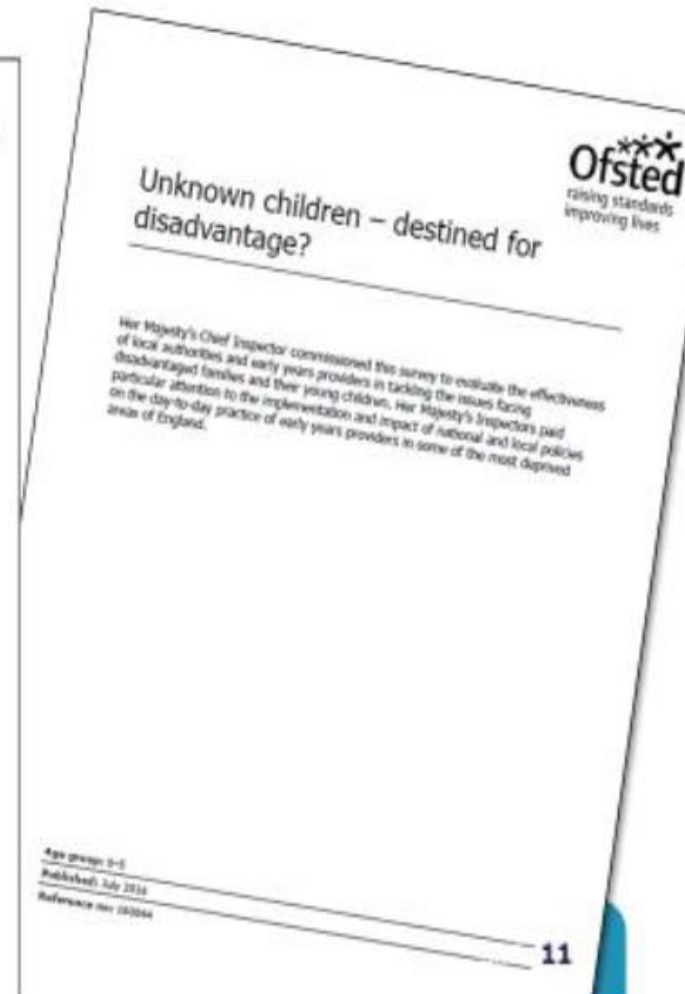 Ofsted
raising standards
improving lives
Unknown children – destined for
disadvantage?
Her Majesty's Chief Inspector commissioned this survey to evaluate the effectiveness
of local authorities and early years providers in tackling the issues facing
disadvantaged families and their young children. Her Majesty's Inspectors paid
particular attention to the implementation and impact of national and local policies
on the day-to-day practice of early years providers in some of the most deprived
areas of England.
Age group: 0–5
Published: July 2016
Reference no:
11